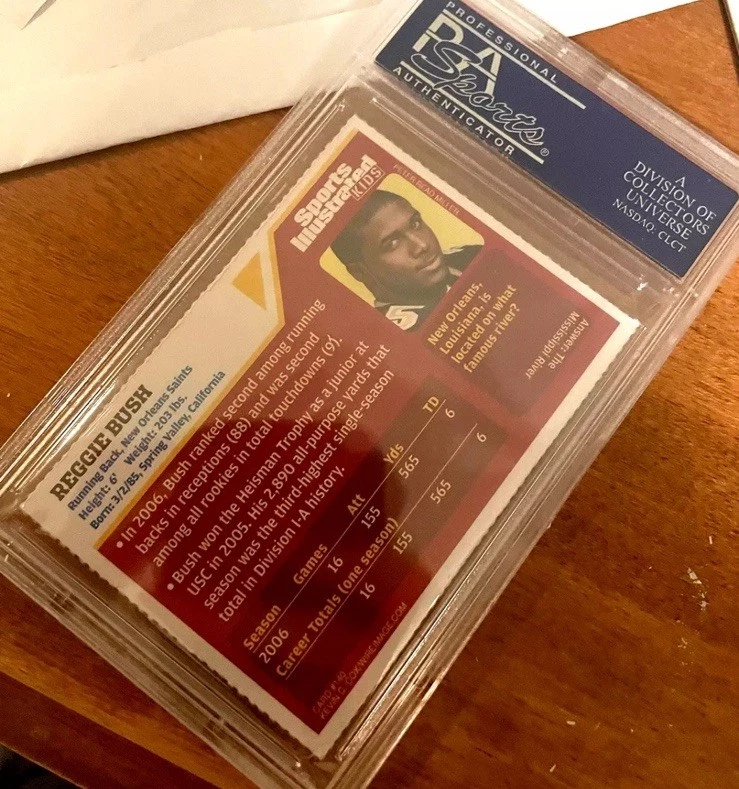 PROFESSIONAL
PSA
Sports
AUTHENTICATOR
®
A
DIVISION OF
COLLECTORS
UNIVERSE
NASDAQ: CLCT
Sports
Illustrated
KIDS
PETER READ MILLER
REGGIE BUSH
Running Back, New Orleans Saints
Height: 6' Weight: 203 lbs.
Born: 3/2/85, Spring Valley, California
• In 2006, Bush ranked second among running
backs in receptions (88) and was second
among all rookies in total touchdowns (9).
• Bush won the Heisman Trophy as a junior at
USC in 2005. His 2,890 all-purpose yards that
season was the third-highest single-season
total in Division I-A history.
New Orleans,
Louisiana, is
located on what
famous river?
Answer: The
Mississippi River
Season Games Att Yds TD
2006 16 155 565 6
Career Totals (one season)
16 155 565 6
CARD #140